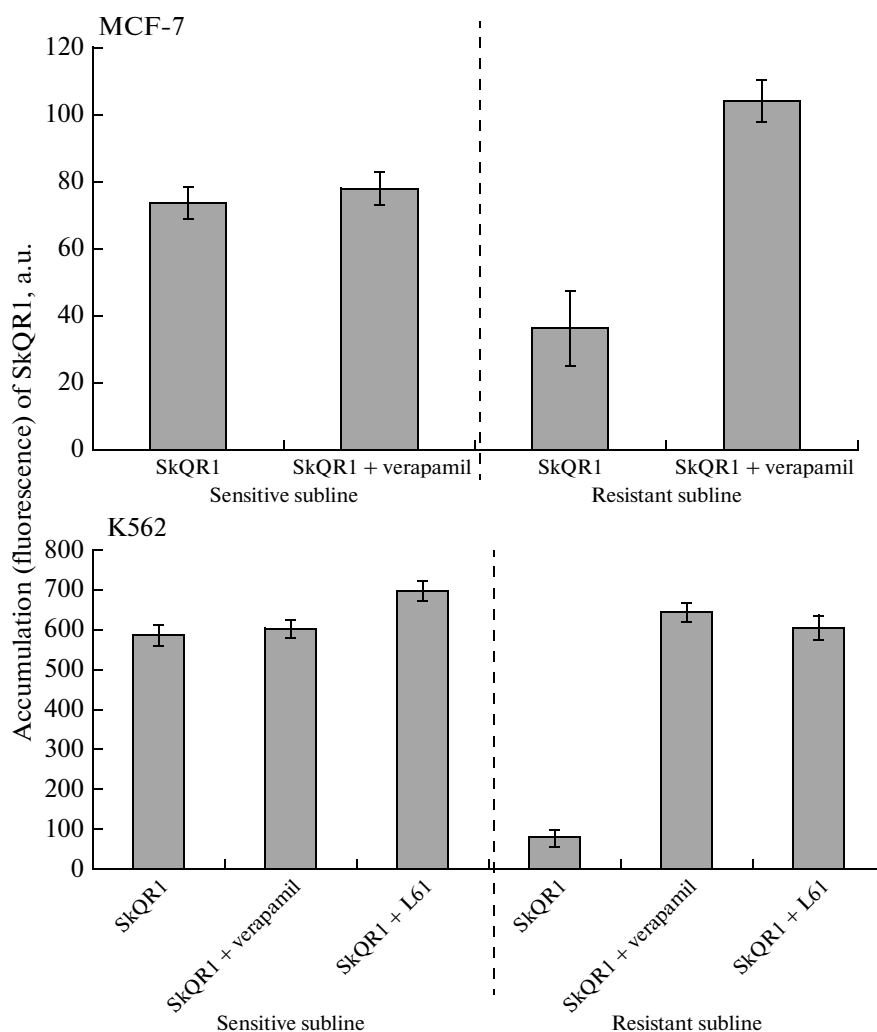 MCF-7
Accumulation (fluorescence) of SkQR1, a.u.
120
100
80
60
40
20
0
SkQR1
SkQR1 + verapamil
SkQR1
SkQR1 + verapamil
Sensitive subline
Resistant subline
K562
800
700
600
500
400
300
200
100
0
SkQR1
SkQR1 + verapamil
SkQR1 + L61
SkQR1
SkQR1 + verapamil
SkQR1 + L61
Sensitive subline
Resistant subline